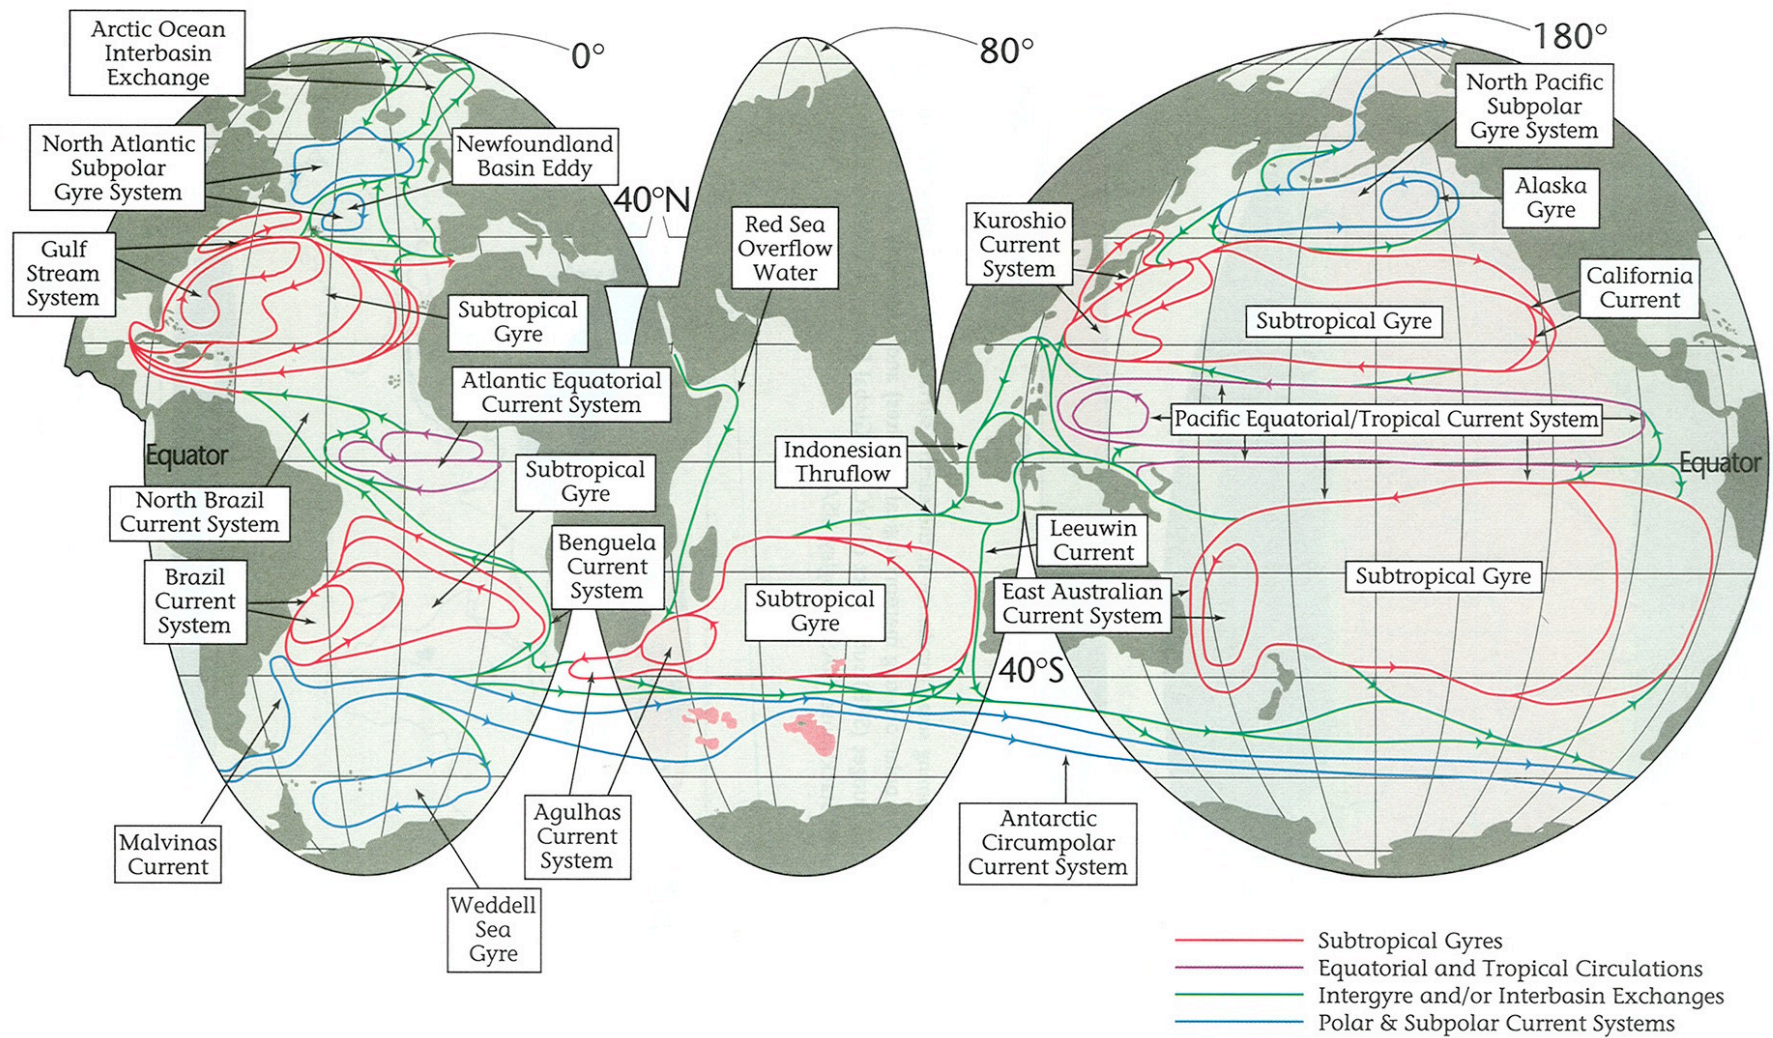 Arctic Ocean
Interbasin
Exchange
0°
80°
180°
North Pacific
Subpolar
Gyre System
North Atlantic
Subpolar
Gyre System
Newfoundland
Basin Eddy
40°N
Alaska
Gyre
Kuroshio
Current
System
Red Sea
Overflow
Water
Gulf
Stream
System
California
Current
Subtropical
Gyre
Subtropical Gyre
Atlantic Equatorial
Current System
Pacific Equatorial/Tropical Current System
Equator
Indonesian
Thruflow
Equator
Subtropical
Gyre
North Brazil
Current System
Leeuwin
Current
Benguela
Current
System
Brazil
Current
System
Subtropical
Gyre
East Australian
Current System
Subtropical Gyre
40°S
Malvinas
Current
Agulhas
Current
System
Antarctic
Circumpolar
Current System
Weddell
Sea
Gyre
Subtropical Gyres
Equatorial and Tropical Circulations
Intergyre and/or Interbasin Exchanges
Polar & Subpolar Current Systems